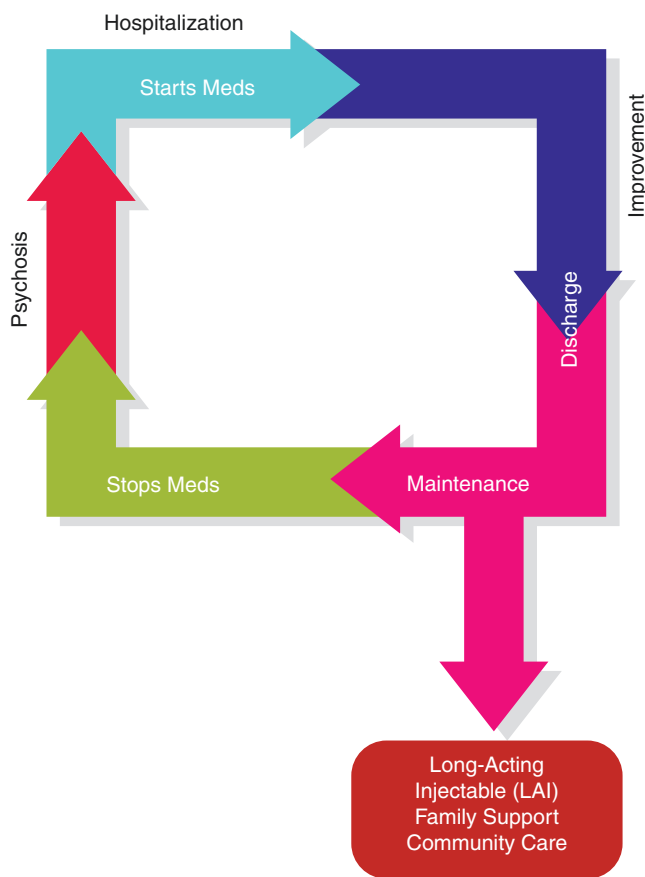 Hospitalization
Starts Meds
Improvement
Psychosis
Discharge
Stops Meds
Maintenance
Long-Acting
Injectable (LAI)
Family Support
Community Care